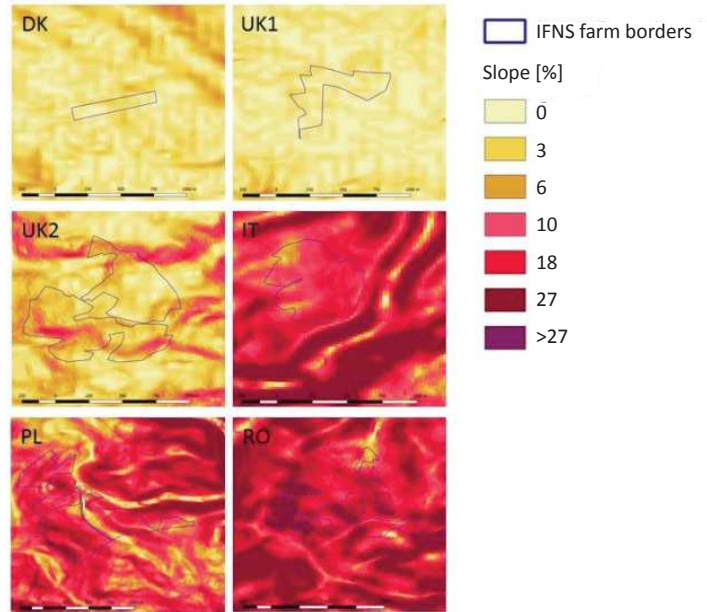 DK
UK1
UK2
IT
PL
RO
IFNS farm borders
Slope [%]
0
3
6
10
18
27
>27